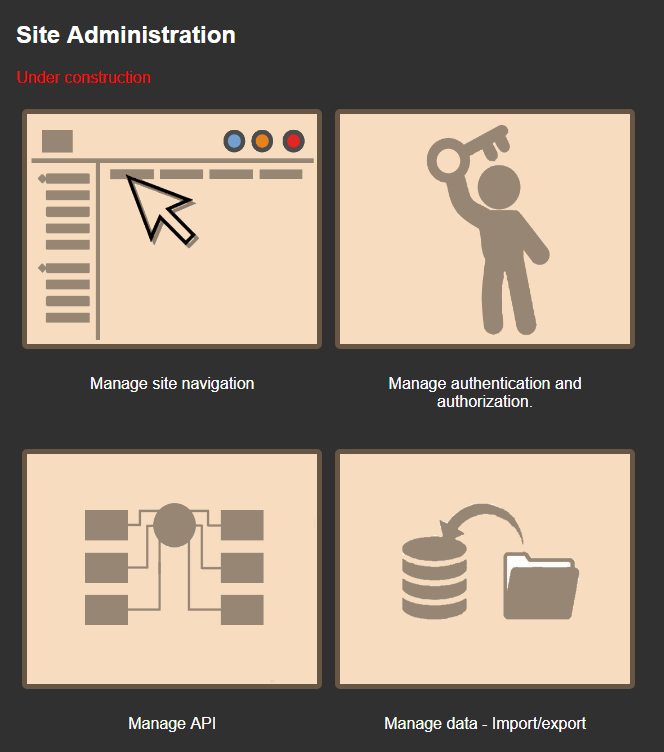 Site Administration
Under construction
Manage site navigation
Manage authentication and
authorization.
Manage API
Manage data - Import/export